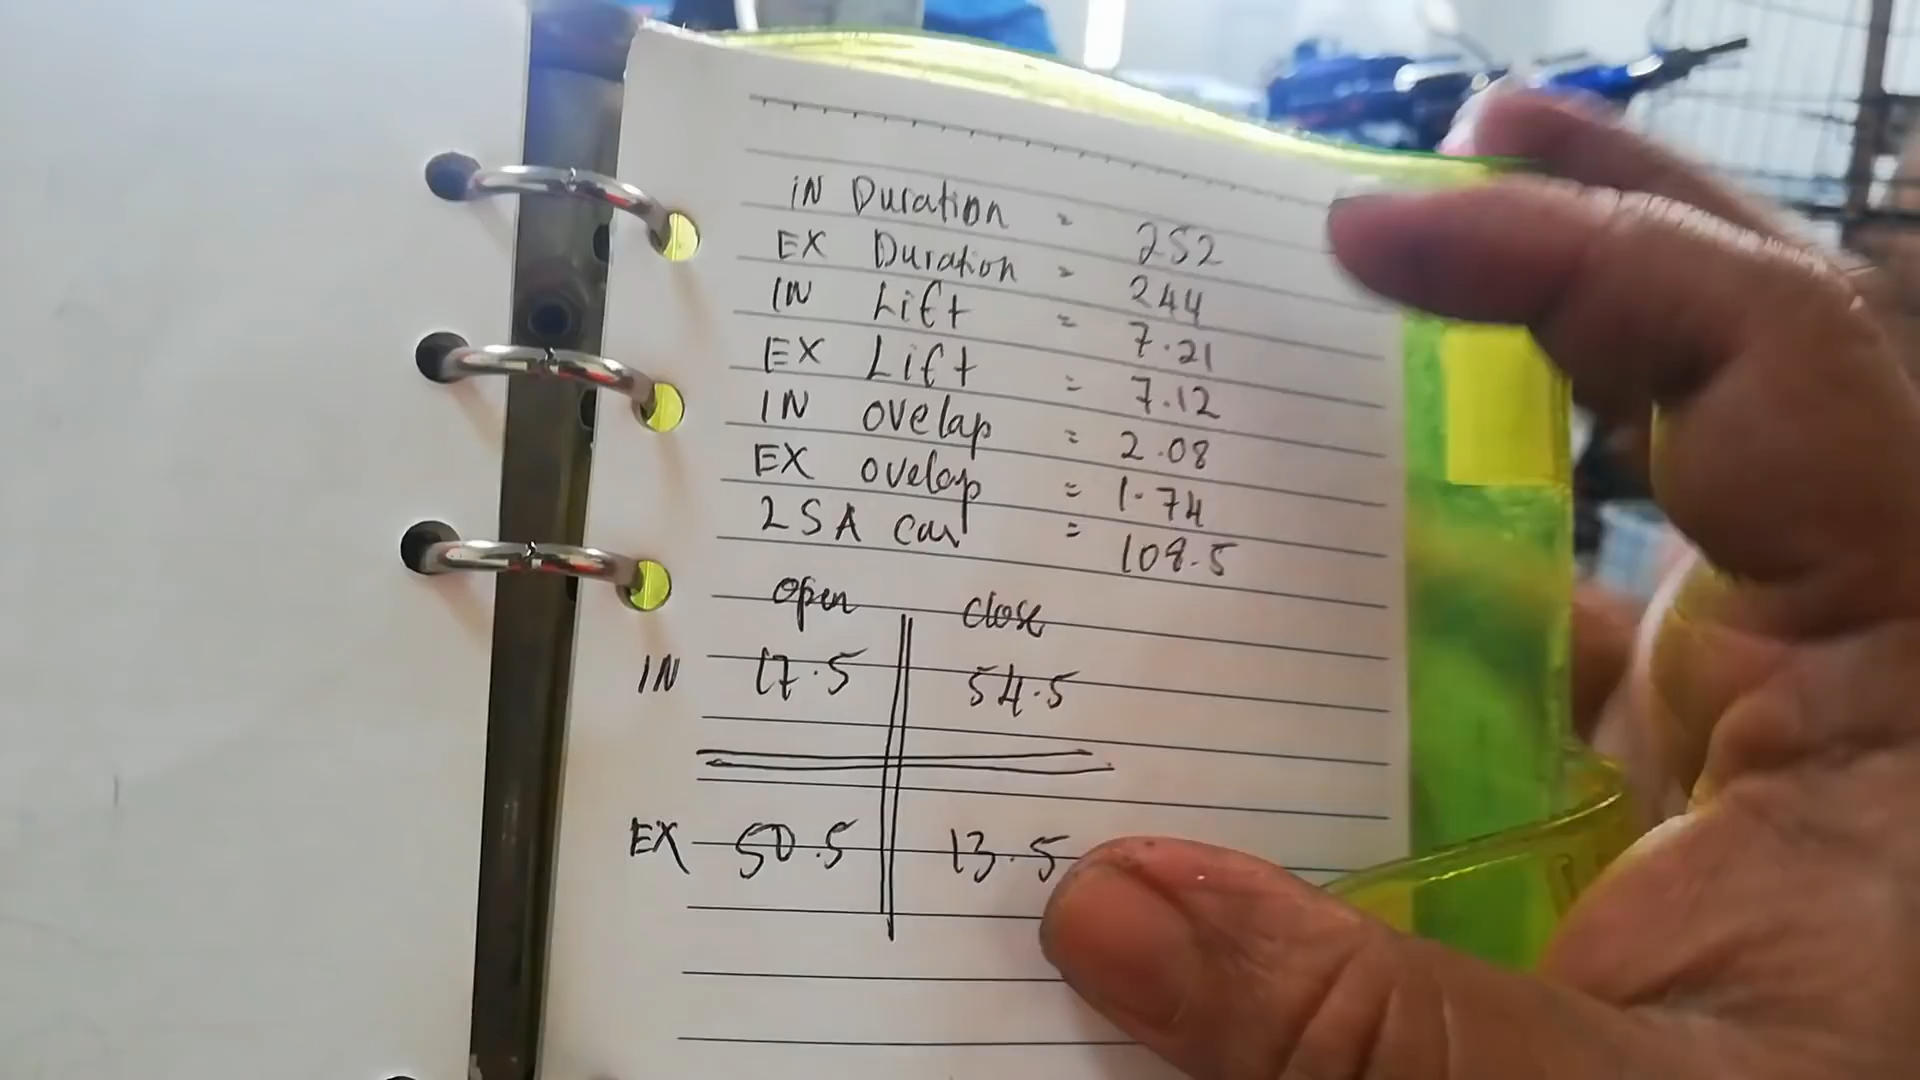 IN Duration = 252
EX Duration = 244
IN Lift = 7.21
EX Lift = 7.12
IN ovelap = 2.08
EX ovelap = 1.74
LSA = 108.5
open close
IN 17.5 54.5
EX 50.5 13.5